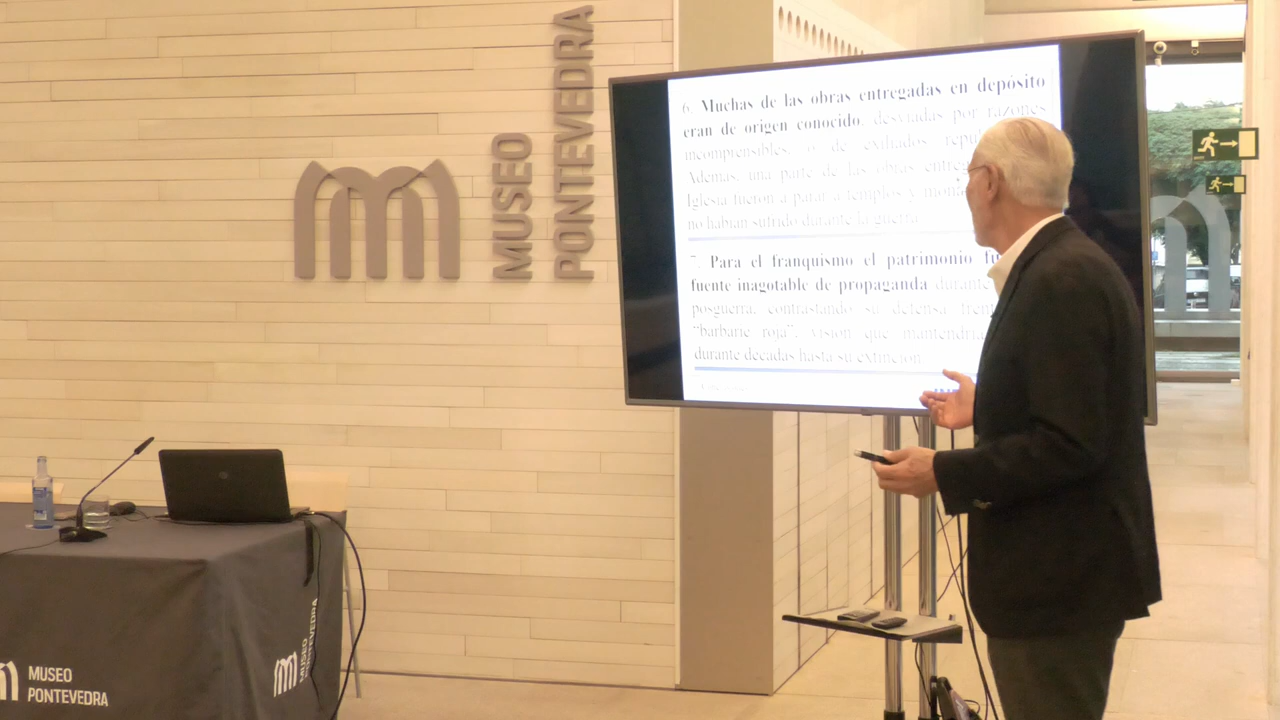 MUSEO
PONTEVEDRA
6. Muchas de las obras entregadas en depósito
eran de origen conocido, desviadas por razones
incomprensibles, o de exiliados
Además, una parte de las obras
Iglesia fueron a parar a templos y
no habían sufrido durante la guerra.
7. Para el franquismo el patrimonio
fuente inagotable de propaganda durante
posguerra, contrastando su defensa
"barbarie roja", visión que
durante decadas hasta su extinción
MUSEO
PONTEVEDRA
MUSEO
PONTEVEDRA